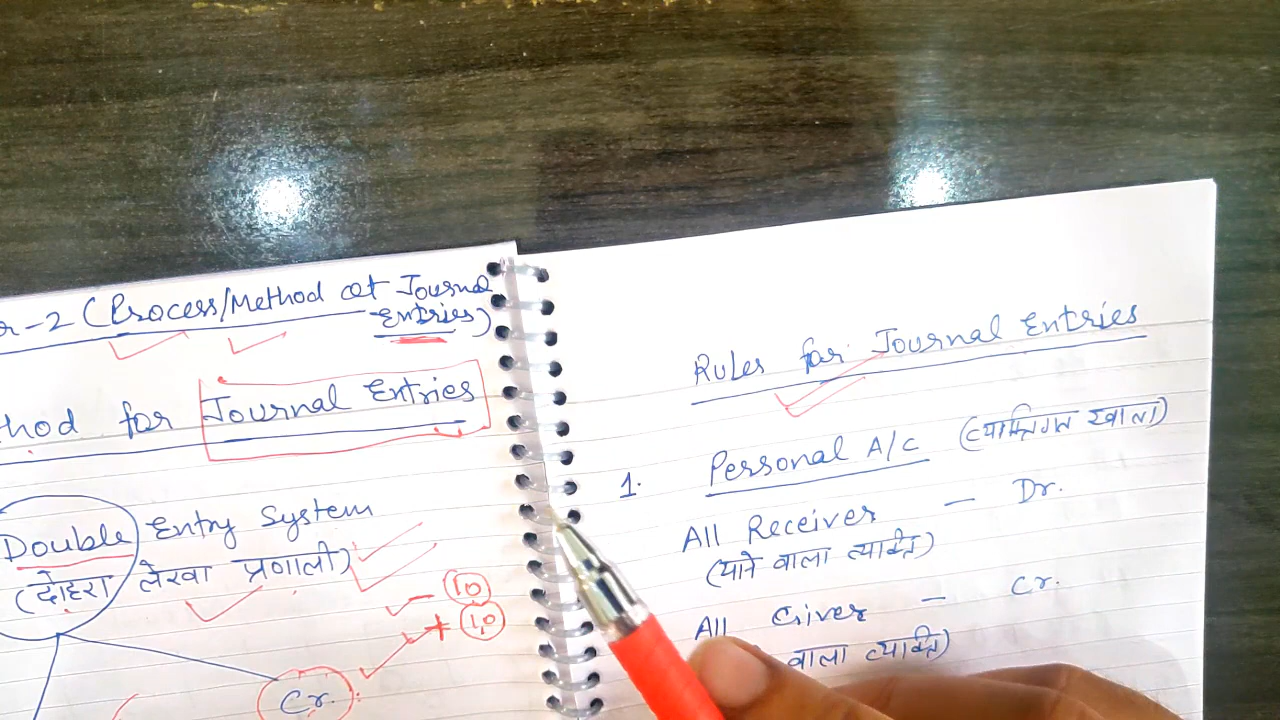 -2 (Process/Method of Journal
Entries)
hod for Journal Entries
Double Entry System
(दोहरा लेखा प्रणाली)
- 10
+ 10
Cr.
Rules for Journal Entries
1. Personal A/C (व्यक्तिगत खाता)
All Receiver - Dr.
(पाने वाला व्यक्ति)
All Giver - Cr.
वाला व्यक्ति)